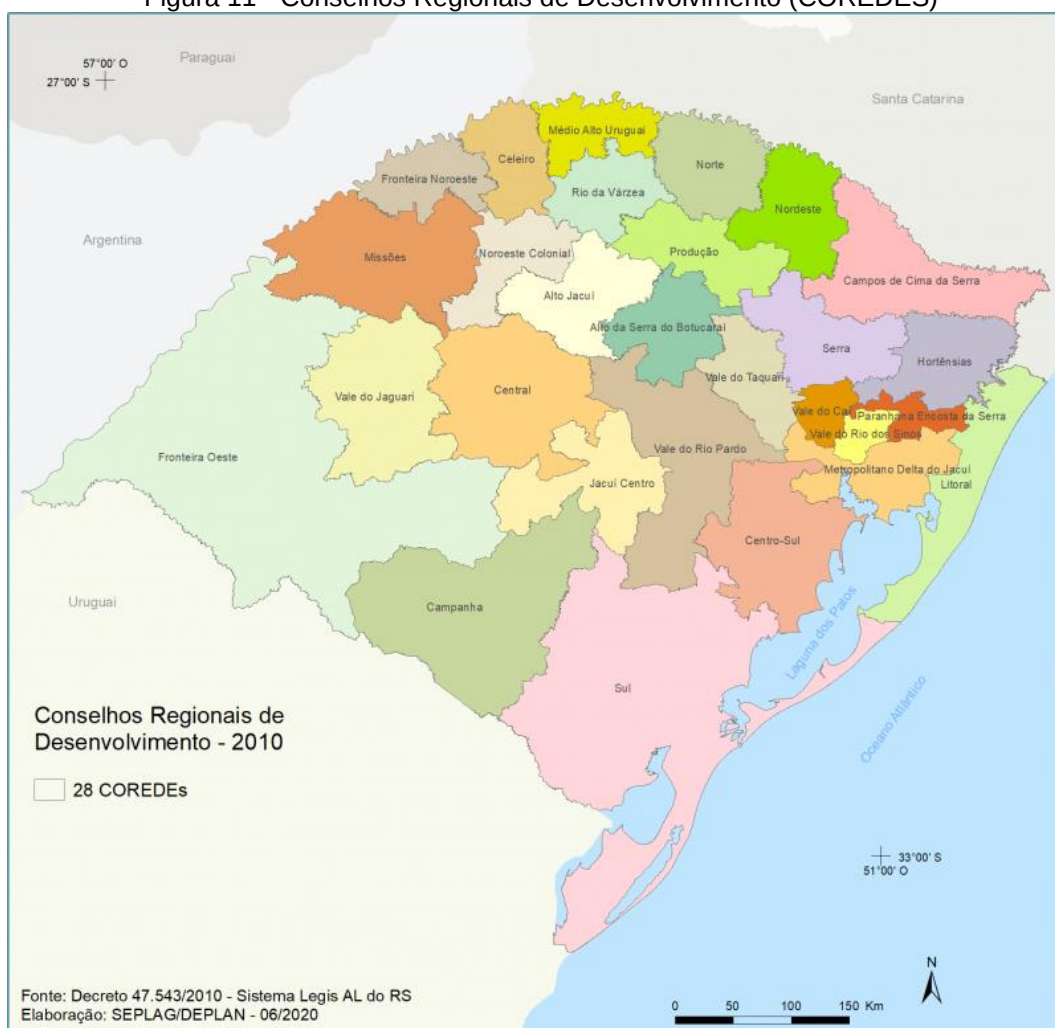 Figura 11 - Conselhos Regionais de Desenvolvimento (COREDES)
57°00' O
27°00' S
Paraguai
Santa Catarina
Argentina
Uruguai
Médio Alto Uruguai
Celeiro
Norte
Fronteira Noroeste
Rio da Várzea
Nordeste
Missões
Noroeste Colonial
Produção
Campos de Cima da Serra
Alto Jacuí
Alto da Serra do Botucaraí
Serra
Hortênsias
Vale do Taquari
Vale do Jaguari
Central
Vale do Caí
Paranhana Encosta da Serra
Vale do Rio dos Sinos
Vale do Rio Pardo
Fronteira Oeste
Metropolitano Delta do Jacuí
Litoral
Jacuí Centro
Centro-Sul
Campanha
Sul
Laguna dos Patos
Oceano Atlântico
Conselhos Regionais de
Desenvolvimento - 2010
28 COREDEs
33°00' S
51°00' O
Fonte: Decreto 47.543/2010 - Sistema Legis AL do RS
Elaboração: SEPLAG/DEPLAN - 06/2020
0 50 100 150 Km
N